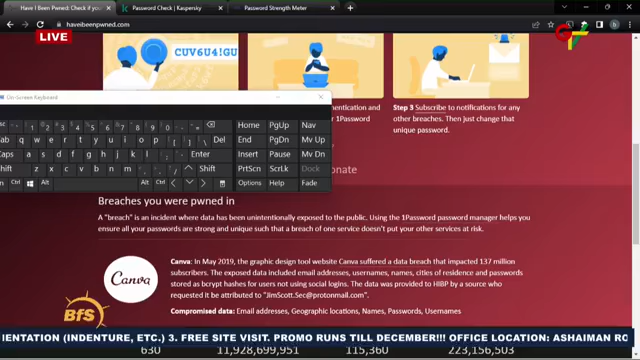 Have I Been Pwned: Check if you
Password Check | Kaspersky
Password Strength Meter
haveibeenpwned.com
LIVE
CUV6U4!GU
On-Screen Keyboard
Home PgUp Nav
End PgDn Mv Up
Insert Pause Mv Dn
PrtScn ScrLk Dock
Options Help Fade
q w e r t y u i o p [ ] \ Del
a s d f g h j k l ; ' Enter
z x c v b n m , . / Shift
Ctrl Alt Alt Ctrl
Step 3 Subscribe to notifications for any
other breaches. Then just change that
unique password.
Breaches you were pwned in
A "breach" is an incident where data has been unintentionally exposed to the public. Using the 1Password password manager helps you
ensure all your passwords are strong and unique such that a breach of one service doesn't put your other services at risk.
Canva
Canva: In May 2019, the graphic design tool website Canva suffered a data breach that impacted 137 million
subscribers. The exposed data included email addresses, usernames, names, cities of residence and passwords
stored as bcrypt hashes for users not using social logins. The data was provided to HIBP by a source who
requested it be attributed to "JimScott.Sec@protonmail.com".
Compromised data: Email addresses, Geographic locations, Names, Passwords, Usernames
BfS
ENTATION (INDENTURE, ETC.) 3. FREE SITE VISIT. PROMO RUNS TILL DECEMBER!!! OFFICE LOCATION: ASHAIMAN RO
630 11,928,699,951 115,360 223,156,503